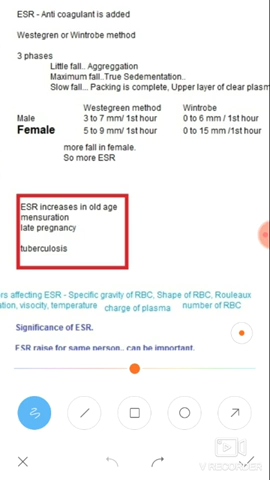 ESR - Anti coagulant is added
Westegren or Wintrobe method
3 phases
Little fall.. Aggreggation
Maximum fall..True Sedementation..
Slow fall... Packing is complete, Upper layer of clear plasm
Westegreen method Wintrobe
Male 3 to 7 mm/ 1st hour 0 to 6 mm / 1st hour
Female 5 to 9 mm/ 1st hour 0 to 15 mm /1st hour
more fall in female.
So more ESR
ESR increases in old age
mensuration
late pregnancy
tuberculosis
rs affecting ESR - Specific gravity of RBC, Shape of RBC, Rouleaux
ation, visocity, temperature charge of plasma number of RBC
Significance of ESR.
ESR raise for same person.. can be important.
V RECORDER